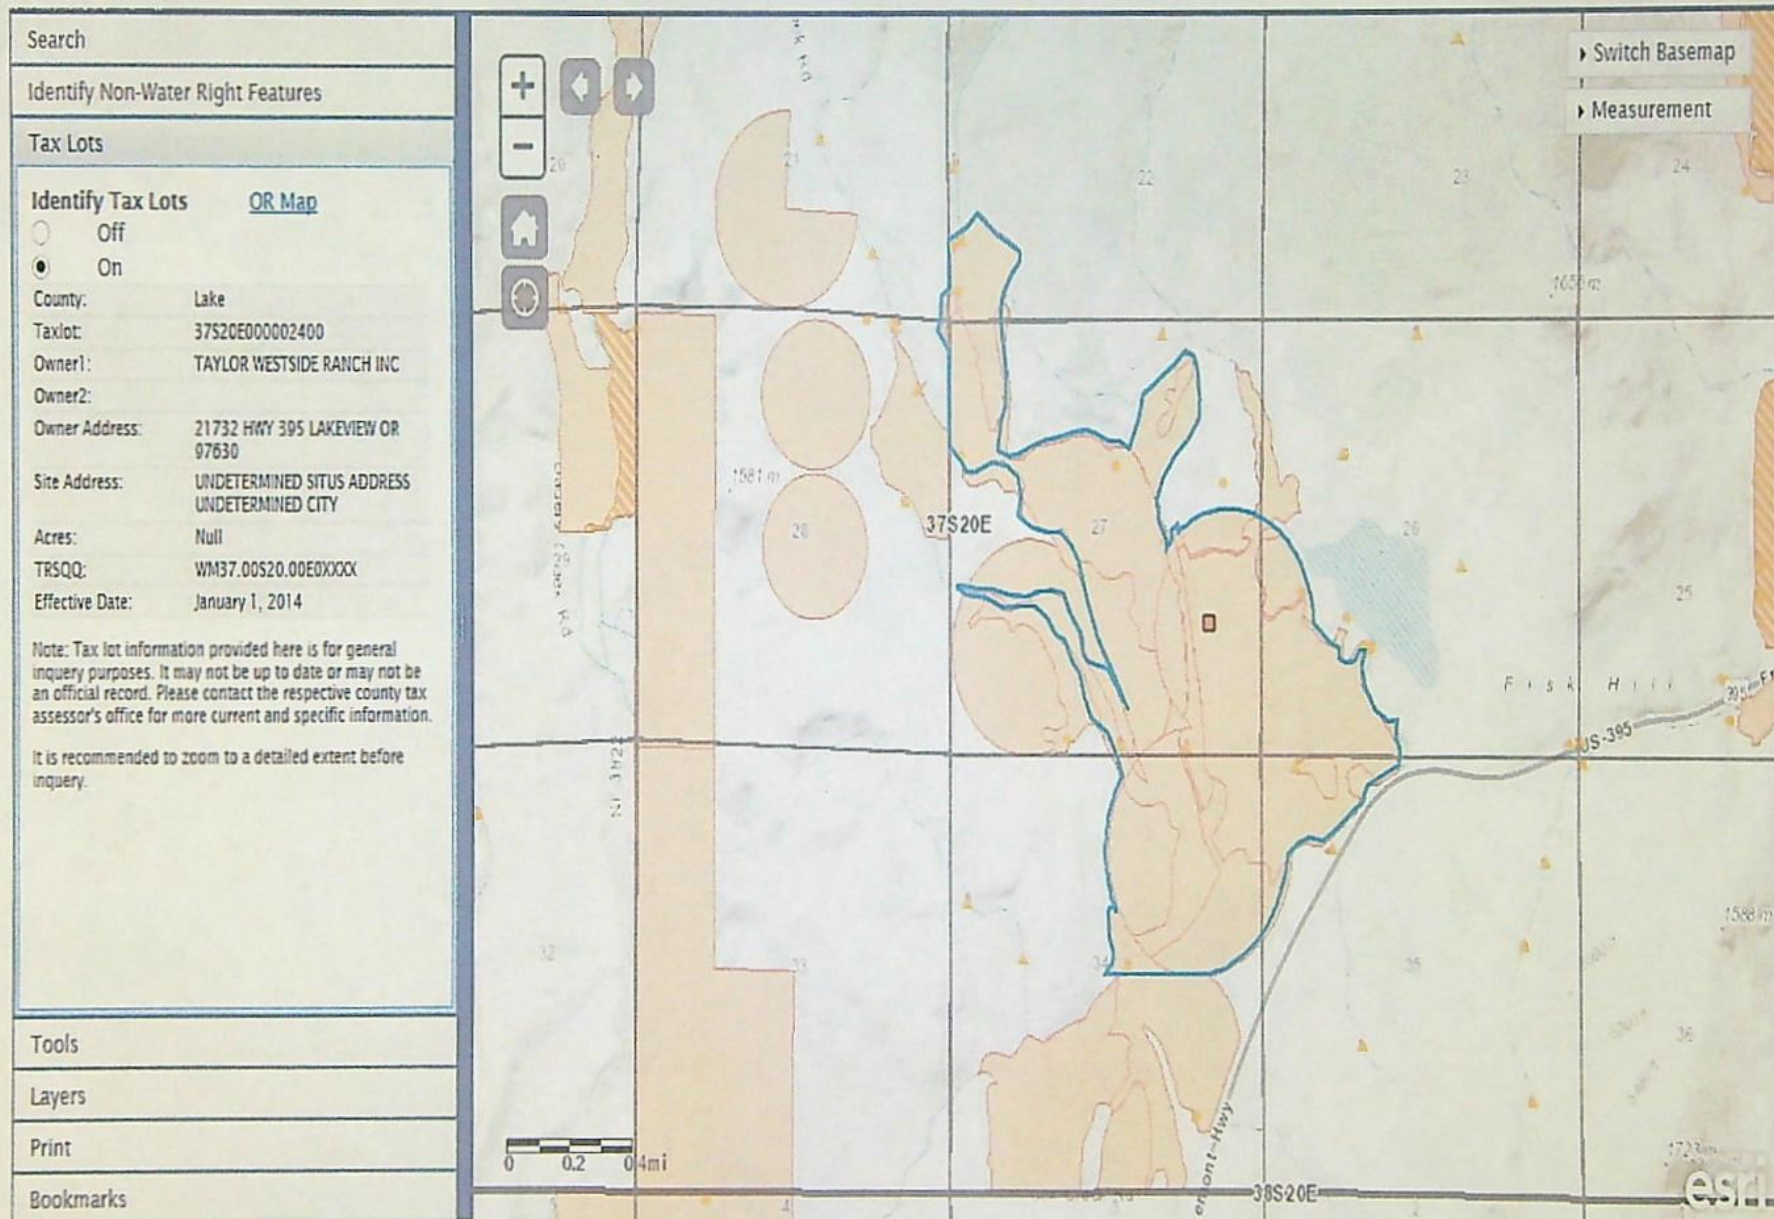 Search
Identify Non-Water Right Features
Tax Lots
Identify Tax Lots OR Map
Off
On
County: Lake
Taxlot: 37S20E000002400
Owner1: TAYLOR WESTSIDE RANCH INC
Owner2:
Owner Address: 21732 HWY 395 LAKEVIEW OR
97630
Site Address: UNDETERMINED SITUS ADDRESS
UNDETERMINED CITY
Acres: Null
TRSQQ: WM37.00S20.00E0XXXX
Effective Date: January 1, 2014
Note: Tax lot information provided here is for general
inquery purposes. It may not be up to date or may not be
an official record. Please contact the respective county tax
assessor's office for more current and specific information.
It is recommended to zoom to a detailed extent before
inquery.
Tools
Layers
Print
Bookmarks
+
−
Switch Basemap
Measurement
20
21
22
23
24
1581 m
28
37S20E
27
26
25
Fisk Hill
US-395
32
33
34
35
36
1588 m
0 0.2 0.4mi
38S20E
4
esri